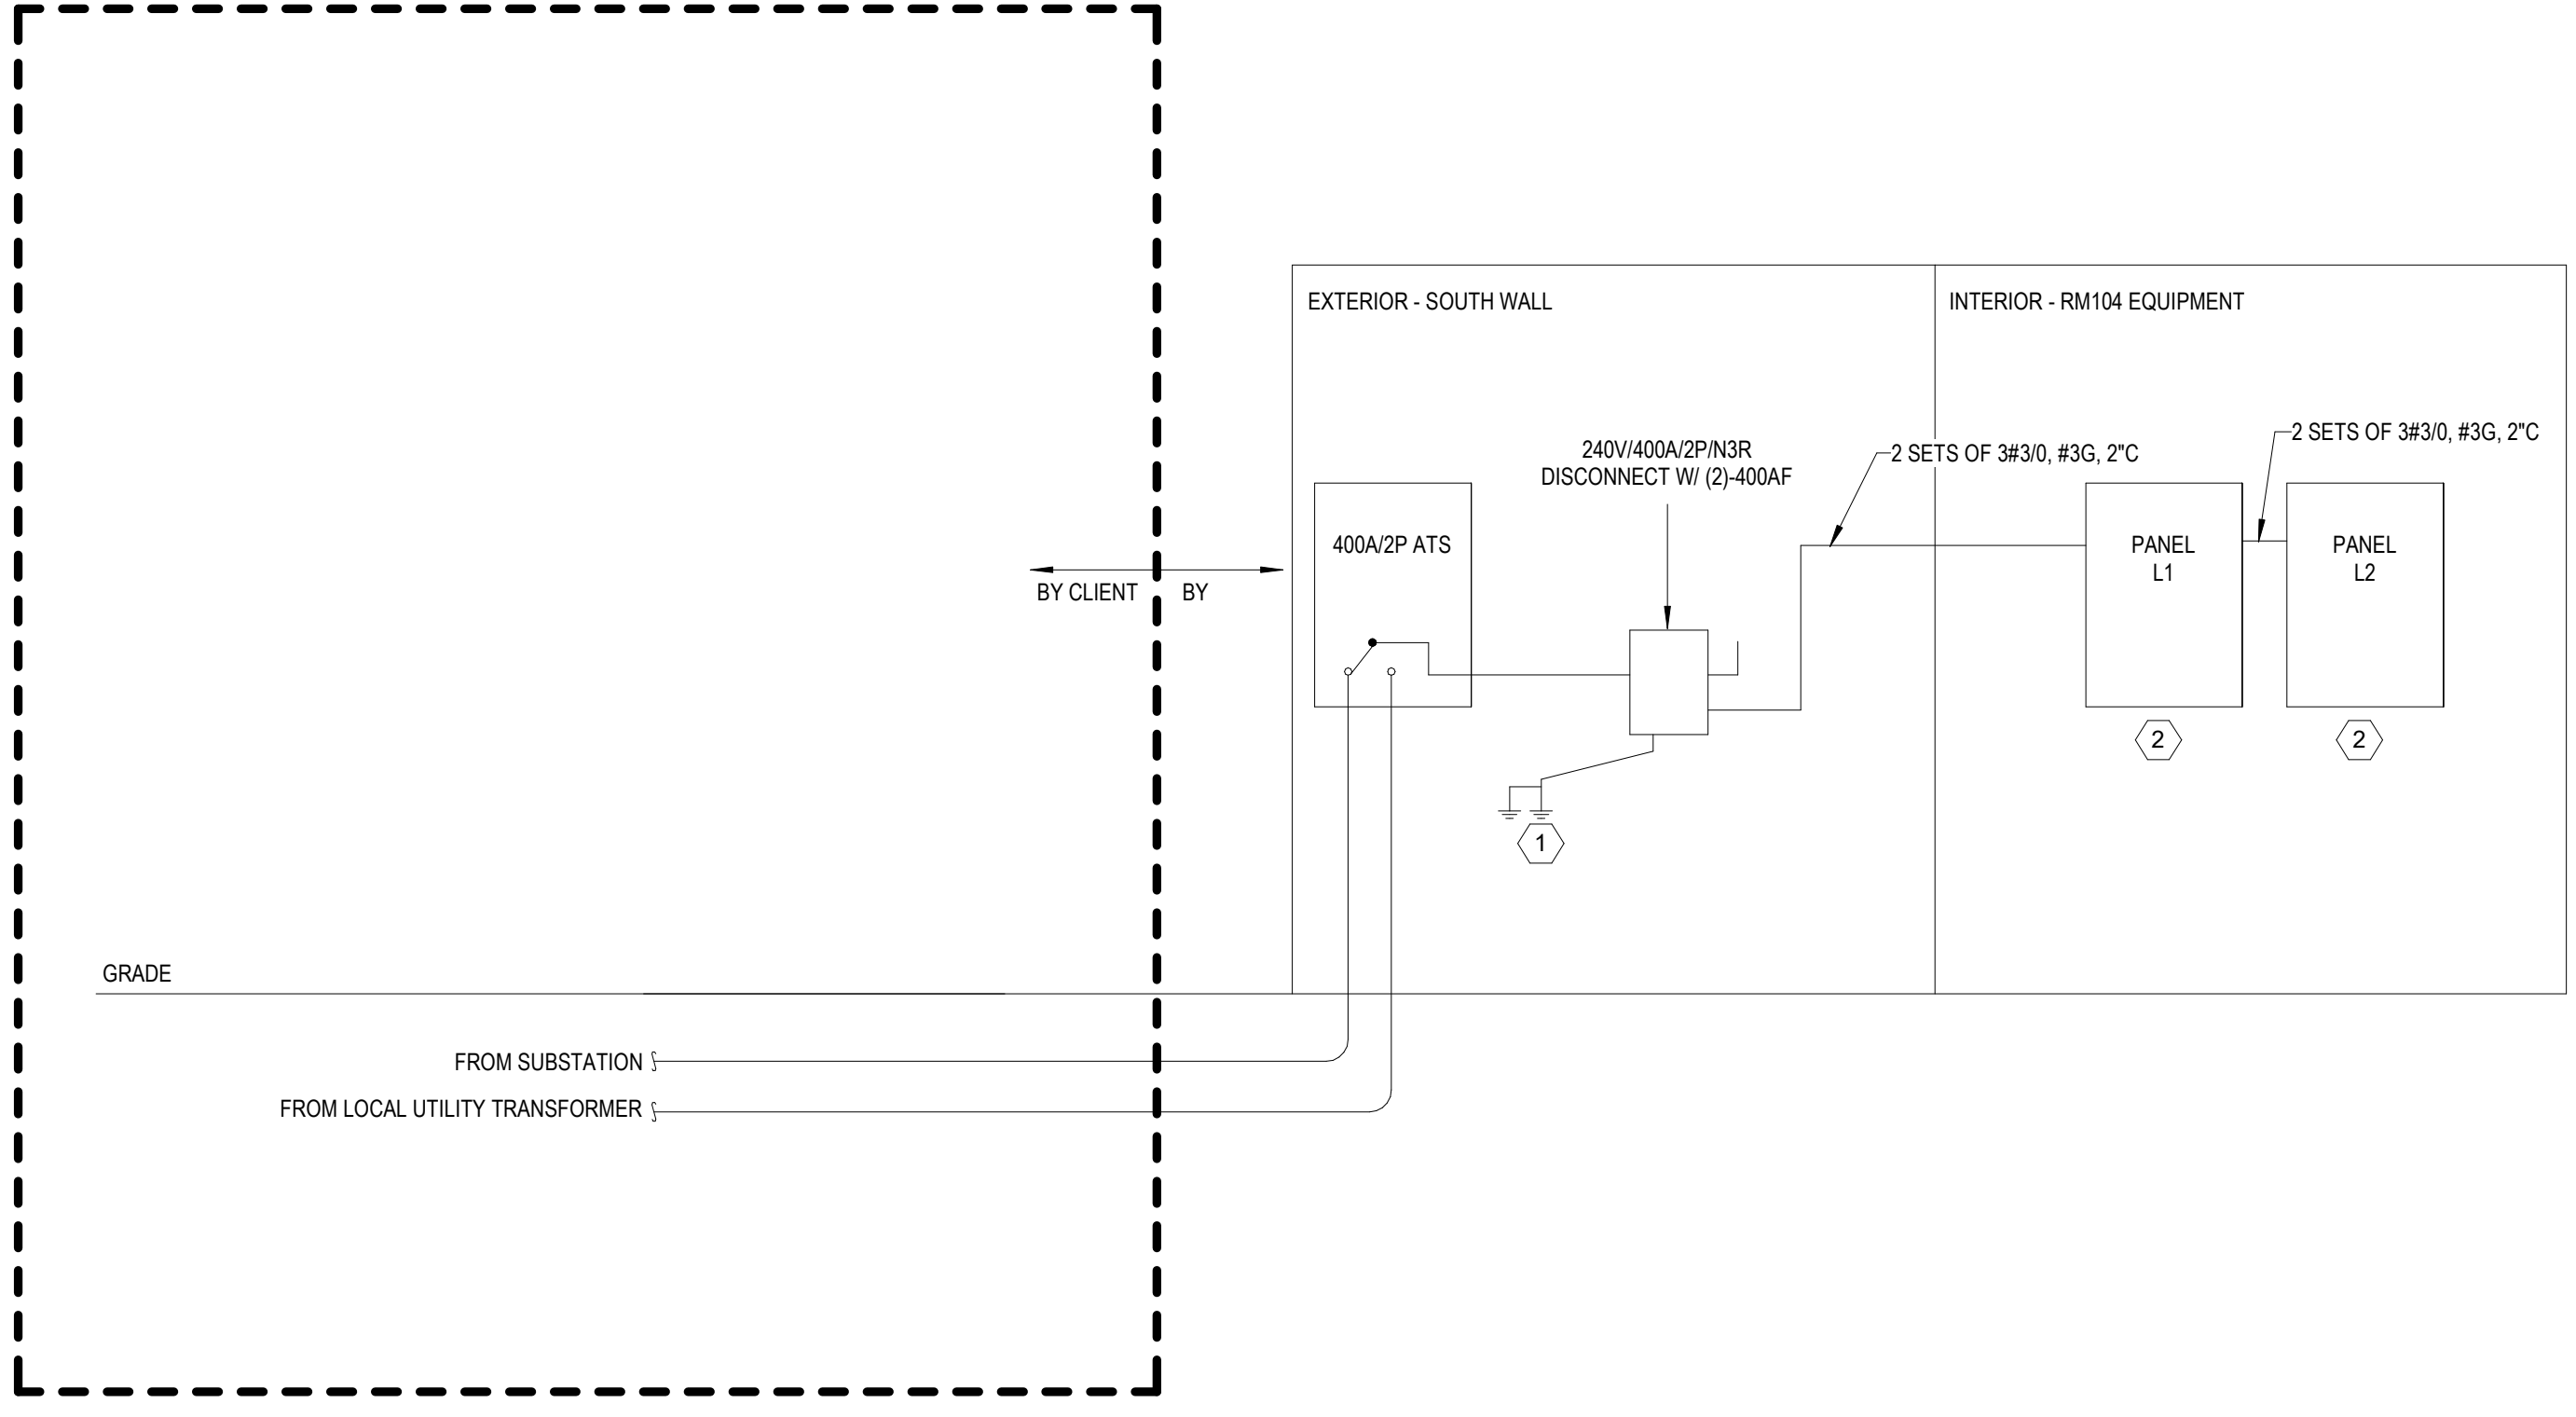 EXTERIOR - SOUTH WALL
INTERIOR - RM104 EQUIPMENT
240V/400A/2P/N3R
DISCONNECT W/ (2)-400AF
2 SETS OF 3#3/0, #3G, 2"C
2 SETS OF 3#3/0, #3G, 2"C
400A/2P ATS
PANEL
L1
PANEL
L2
BY CLIENT
BY
2
2
1
GRADE
FROM SUBSTATION
FROM LOCAL UTILITY TRANSFORMER